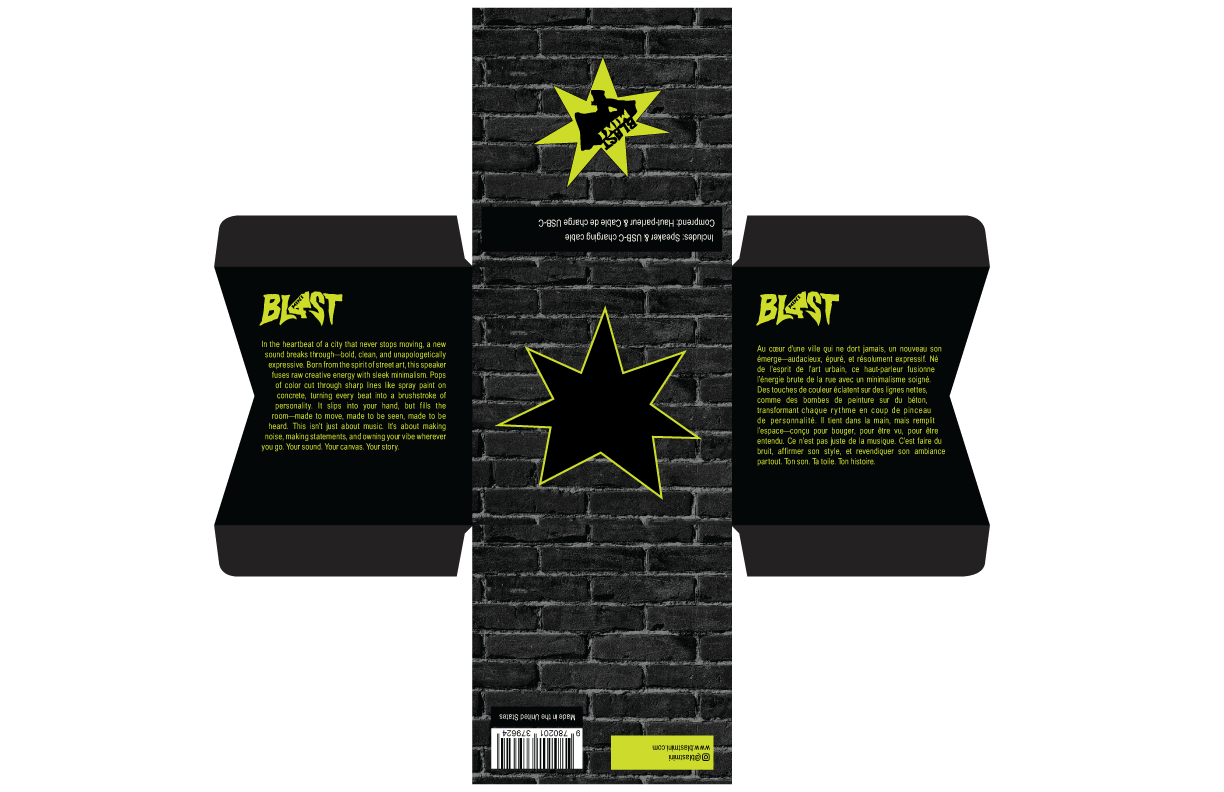 BLAST
MINI
Includes: Speaker & USB-C charging cable
Comprend: Haut-parleur & Cable de charge USB-C
BLAST
MINI
In the heartbeat of a city that never stops moving, a new
sound breaks through—bold, clean, and unapologetically
expressive. Born from the spirit of street art, this speaker
fuses raw creative energy with sleek minimalism. Pops
of color cut through sharp lines like spray paint on
concrete, turning every beat into a brushstroke of
personality. It slips into your hand, but fills the
room—made to move, made to be seen, made to be
heard. This isn't just about music. It's about making
noise, making statements, and owning your vibe wherever
you go. Your sound. Your canvas. Your story.
BLAST
MINI
Au cœur d'une ville qui ne dort jamais, un nouveau son
émerge—audacieux, épuré, et résolument expressif. Né
de l'esprit de l'art urbain, ce haut-parleur fusionne
l'énergie brute de la rue avec un minimalisme soigné.
Des touches de couleur éclatent sur des lignes nettes,
comme des bombes de peinture sur du béton,
transformant chaque rythme en coup de pinceau
de personnalité. Il tient dans la main, mais remplit
l'espace—conçu pour bouger, pour être vu, pour être
entendu. Ce n'est pas juste de la musique. C'est faire du
bruit, affirmer son style, et revendiquer son ambiance
partout. Ton son. Ta toile. Ton histoire.
@blastmini
www.blastmini.com
9 780201 379624
Made in the United States